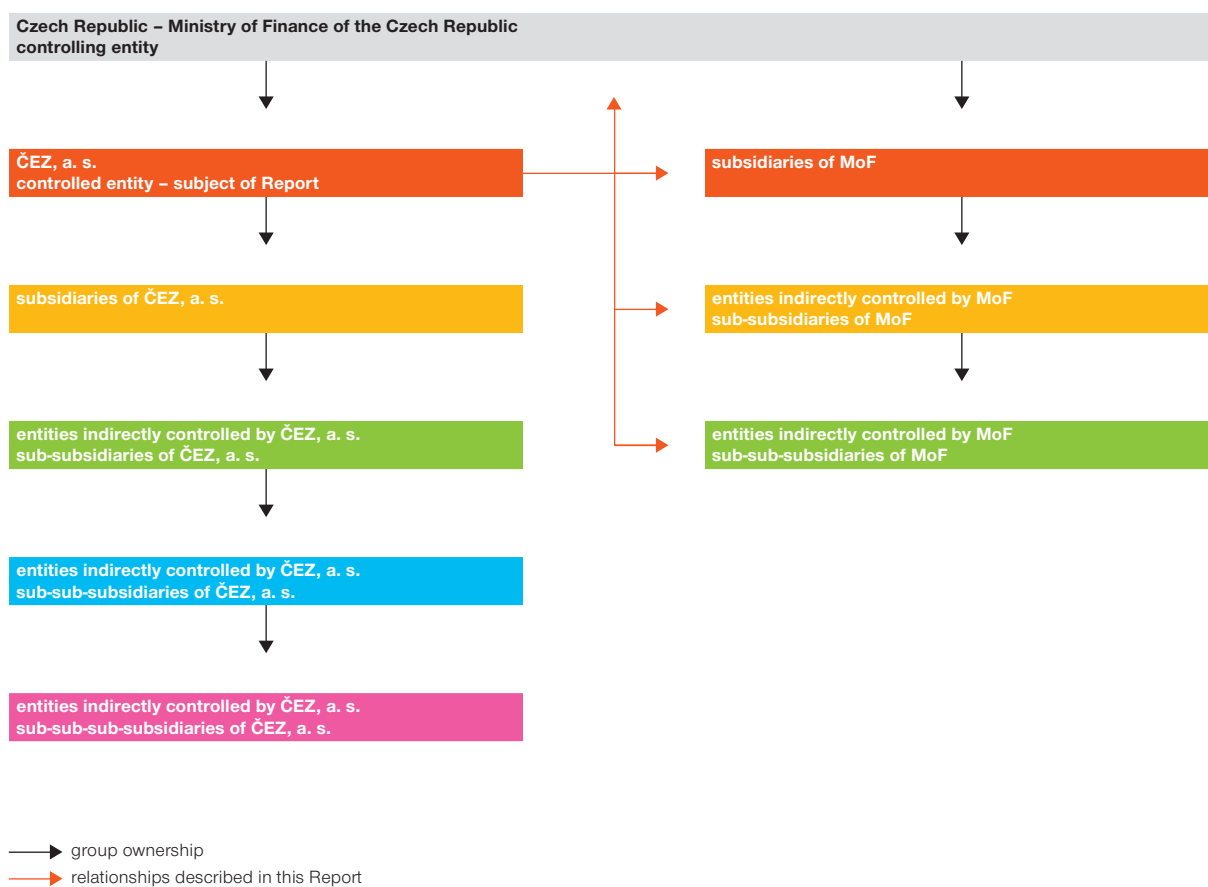 Czech Republic – Ministry of Finance of the Czech Republic
controlling entity
ČEZ, a. s.
controlled entity – subject of Report
subsidiaries of MoF
subsidiaries of ČEZ, a. s.
entities indirectly controlled by MoF
sub-subsidiaries of MoF
entities indirectly controlled by ČEZ, a. s.
sub-subsidiaries of ČEZ, a. s.
entities indirectly controlled by MoF
sub-sub-subsidiaries of MoF
entities indirectly controlled by ČEZ, a. s.
sub-sub-subsidiaries of ČEZ, a. s.
entities indirectly controlled by ČEZ, a. s.
sub-sub-sub-subsidiaries of ČEZ, a. s.
group ownership
relationships described in this Report